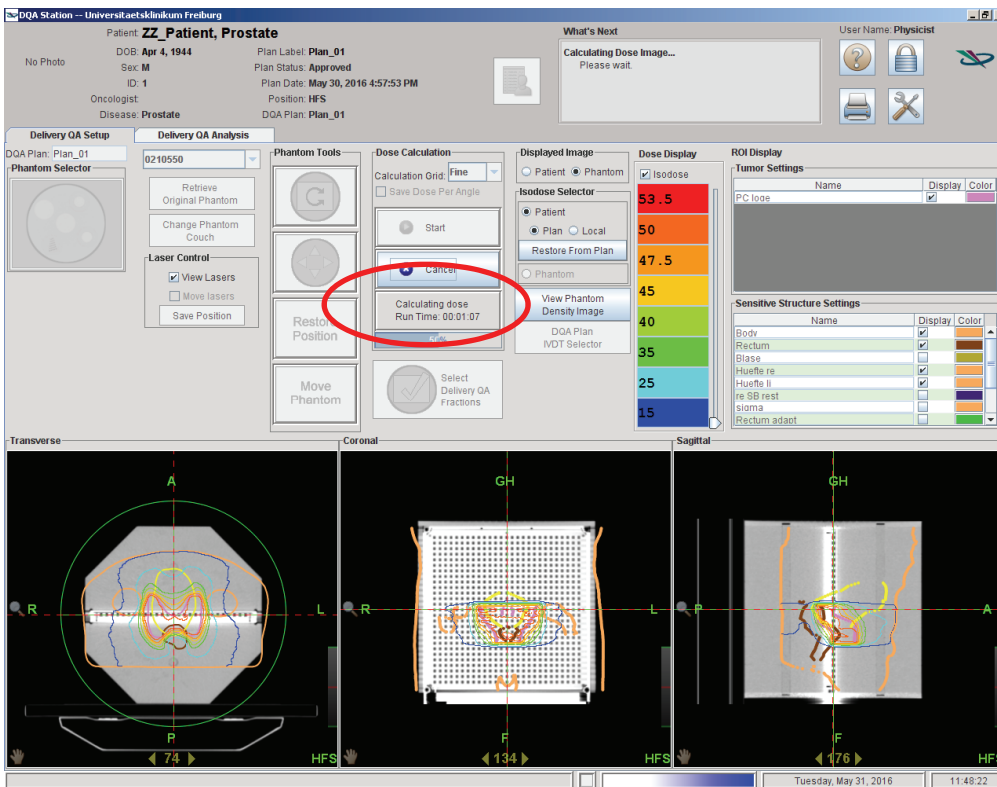 DQA Station -- Universitaetsklinikum Freiburg
No Photo
Patient: ZZ_Patient, Prostate
DOB: Apr 4, 1944
Sex: M
ID: 1
Oncologist:
Disease: Prostate
Plan Label: Plan_01
Plan Status: Approved
Plan Date: May 30, 2016 4:57:53 PM
Position: HFS
DQA Plan: Plan_01
What's Next
Calculating Dose Image...
Please wait.
User Name: Physicist
Delivery QA Setup
Delivery QA Analysis
DQA Plan: Plan_01
Phantom Selector
0210550
Retrieve
Original Phantom
Change Phantom
Couch
Laser Control
View Lasers
Move lasers
Save Position
Phantom Tools
Restore
Position
Move
Phantom
Dose Calculation
Calculation Grid: Fine
Save Dose Per Angle
Start
Cancel
Calculating dose
Run Time: 00:01:07
Select
Delivery QA
Fractions
Displayed Image
Patient
Phantom
Isodose Selector
Patient
Plan
Local
Restore From Plan
Phantom
View Phantom
Density Image
DQA Plan
IVDT Selector
Dose Display
Isodose
53.5
50
47.5
45
40
35
25
15
ROI Display
Tumor Settings
Name Display Color
PC loge
Sensitive Structure Settings
Name Display Color
Body
Rectum
Blase
Huefte re
Huefte li
re SB rest
sigma
Rectum adapt
Transverse
A
R
L
P
74
HFS
Coronal
GH
R
L
F
134
HFS
Sagittal
GH
P
A
F
176
HF
Tuesday, May 31, 2016
11:48:22